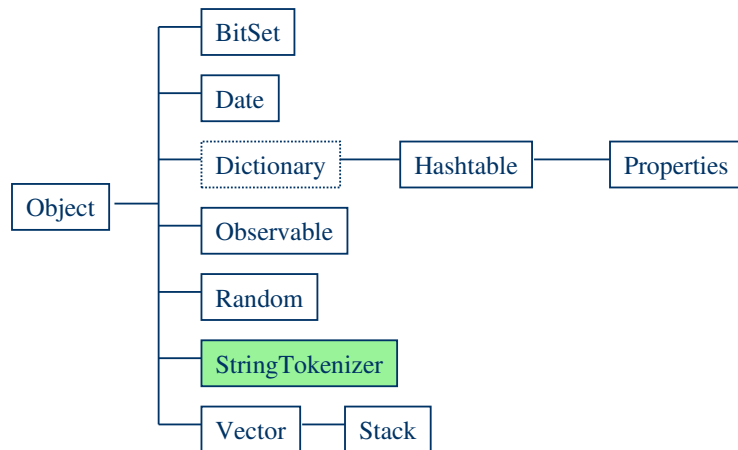 BitSet
Date
Dictionary Hashtable Properties
Object
Observable
Random
StringTokenizer
Vector Stack